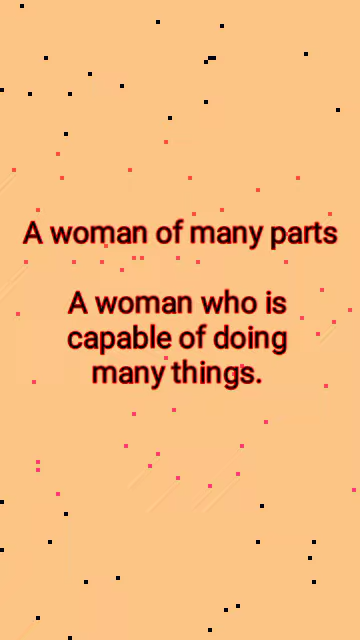 A woman of many parts
A woman who is
capable of doing
many things.